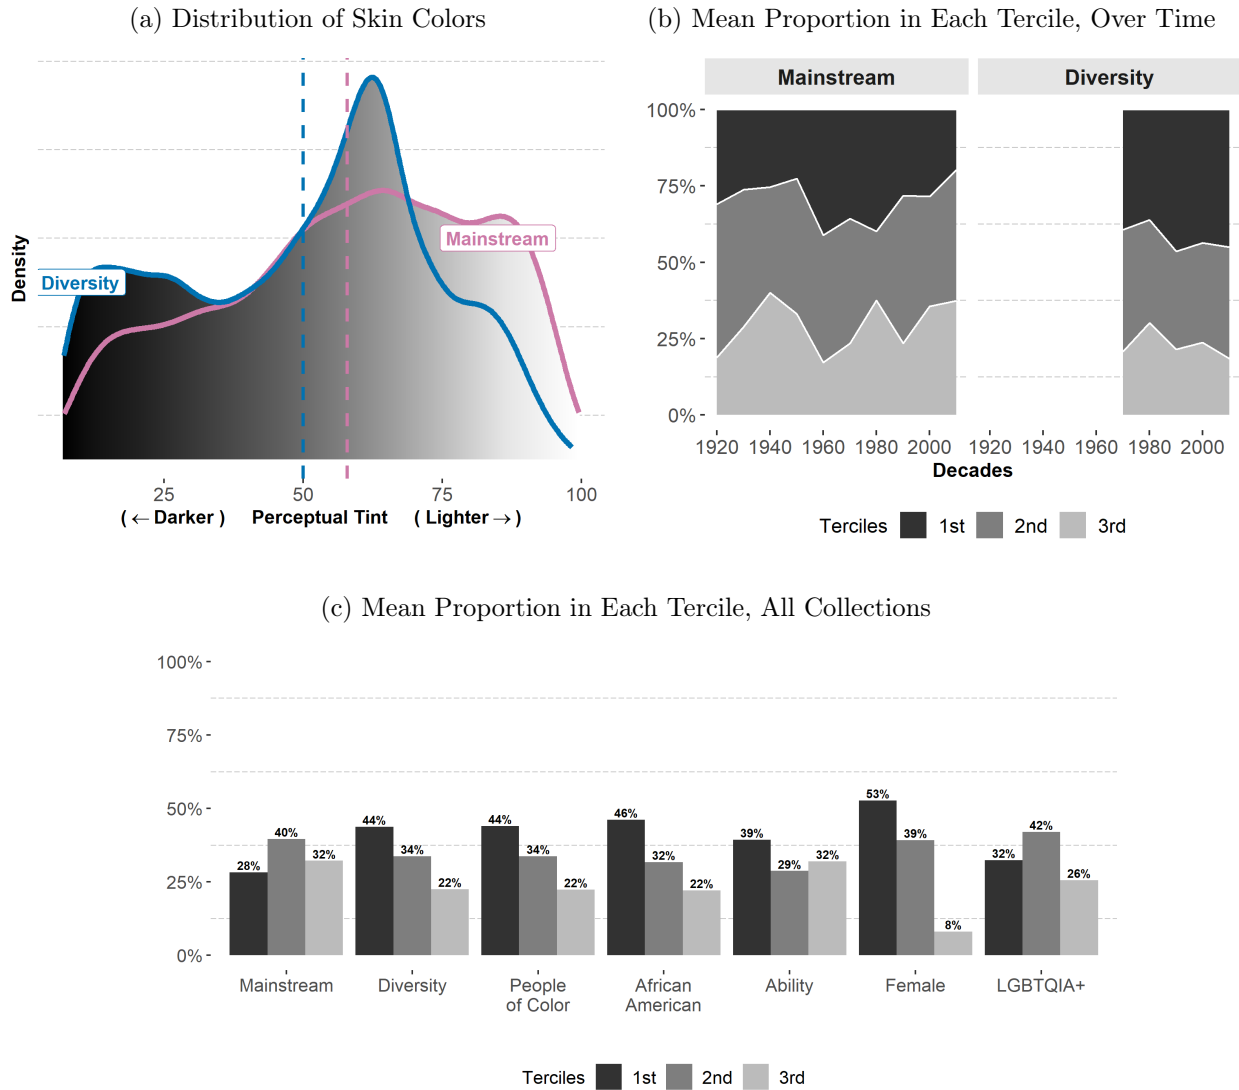 (a) Distribution of Skin Colors
Density
Diversity
Mainstream
25 50 75 100
( ← Darker ) Perceptual Tint ( Lighter → )
(b) Mean Proportion in Each Tercile, Over Time
Mainstream Diversity
100%
75%
50%
25%
0%
1920 1940 1960 1980 2000 1920 1940 1960 1980 2000
Decades
Terciles 1st 2nd 3rd
(c) Mean Proportion in Each Tercile, All Collections
100%
75%
50%
25%
0%
28% 40% 32% 44% 34% 22% 44% 34% 22% 46% 32% 22% 39% 29% 32% 53% 39% 8% 32% 42% 26%
Mainstream Diversity People African Ability Female LGBTQIA+
of Color American
Terciles 1st 2nd 3rd